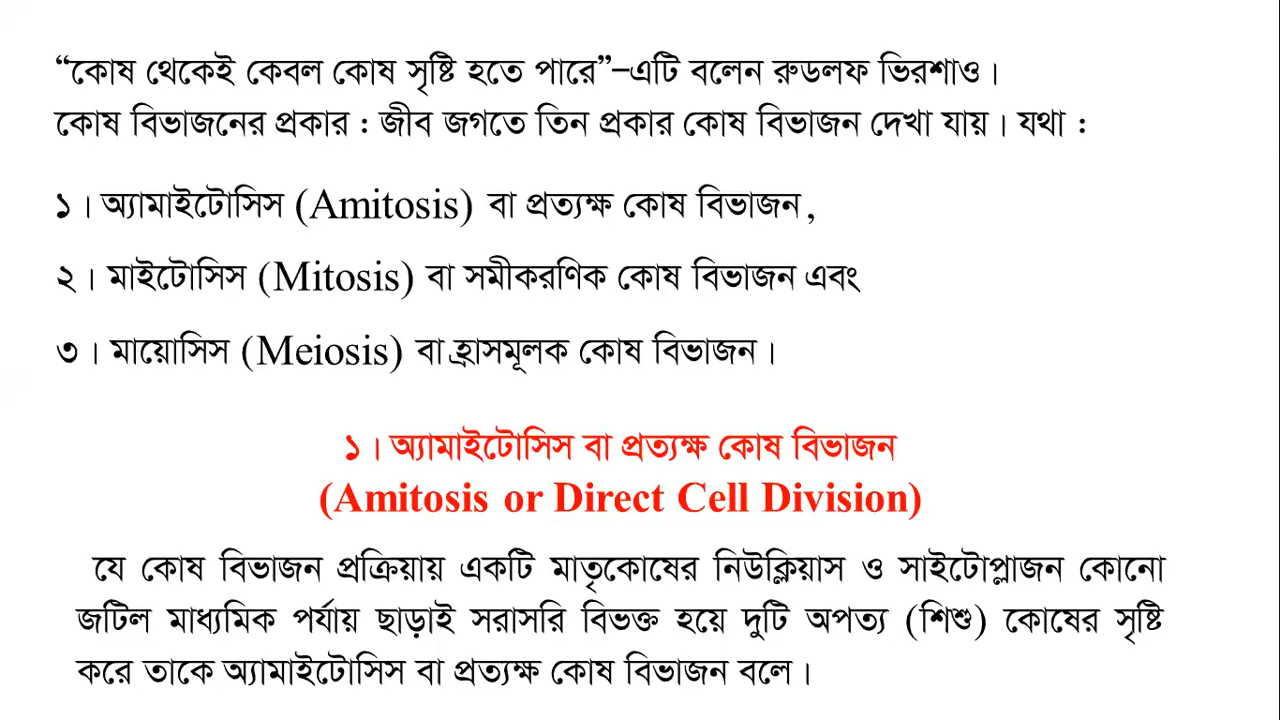 “কোষ থেকেই কেবল কোষ সৃষ্টি হতে পারে”–এটি বলেন রুডলফ ভিরশাও।
কোষ বিভাজনের প্রকার : জীব জগতে তিন প্রকার কোষ বিভাজন দেখা যায়। যথা :
১। অ্যামাইটোসিস (Amitosis) বা প্রত্যক্ষ কোষ বিভাজন,
২। মাইটোসিস (Mitosis) বা সমীকরণিক কোষ বিভাজন এবং
৩। মায়োসিস (Meiosis) বা হ্রাসমূলক কোষ বিভাজন।
১। অ্যামাইটোসিস বা প্রত্যক্ষ কোষ বিভাজন
(Amitosis or Direct Cell Division)
যে কোষ বিভাজন প্রক্রিয়ায় একটি মাতৃকোষের নিউক্লিয়াস ও সাইটোপ্লাজন কোনো
জটিল মাধ্যমিক পর্যায় ছাড়াই সরাসরি বিভক্ত হয়ে দুটি অপত্য (শিশু) কোষের সৃষ্টি
করে তাকে অ্যামাইটোসিস বা প্রত্যক্ষ কোষ বিভাজন বলে।